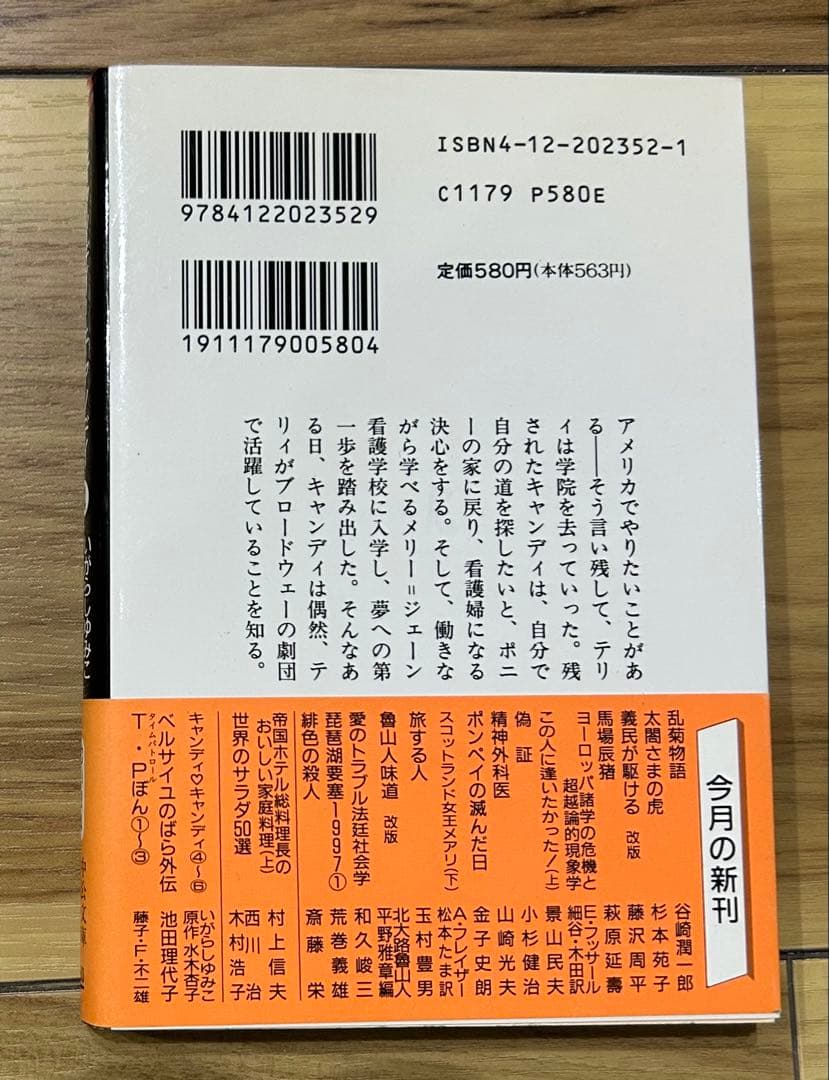 ISBN4-12-202352-1
C1179 P580E
9784122023529
定価580円(本体563円)
1911179005804
アメリカでやりたいことがあ
る――そう言い残して、テリ
ィは学院を去っていった。残
されたキャンディは、自分で
自分の道を探したいと、ポニ
ーの家に戻り、看護婦になる
決心をする。そして、働きな
がら学べるメリー＝ジェーン
看護学校に入学し、夢への第
一歩を踏み出した。そんなあ
る日、キャンディは偶然、テ
リィがブロードウェーの劇団
で活躍していることを知る。
いがらしゆみこ
今月の新刊
乱菊物語 谷崎潤一郎
太閤さまの虎 杉本苑子
義民が駆ける 改版 藤沢周平
馬場辰猪 萩原延壽
ヨーロッパ諸学の危機と
超越論的現象学 E・フッサール
細谷・木田訳
この人に逢いたかった！(上) 景山民夫
偽証 小杉健治
精神外科医 山崎光夫
ポンペイの滅んだ日 金子史朗
スコットランド女王メアリ(下) A・フレイザー
松本たま訳
旅する人 玉村豊男
魯山人味道 改版 北大路魯山人
平野雅章編
愛のトラブル法廷社会学 和久峻三
琵琶湖要塞1997① 荒巻義雄
緋色の殺人 斎藤栄
帝国ホテル総料理長の
おいしい家庭料理(上) 村上信夫
世界のサラダ50選 西川治
木村浩子
キャンディ♡キャンディ④〜⑥ いがらしゆみこ
原作 水木杏子
ベルサイユのばら外伝 池田理代子
タイムパトロール
T・Pぼん①〜③ 藤子・F・不二雄